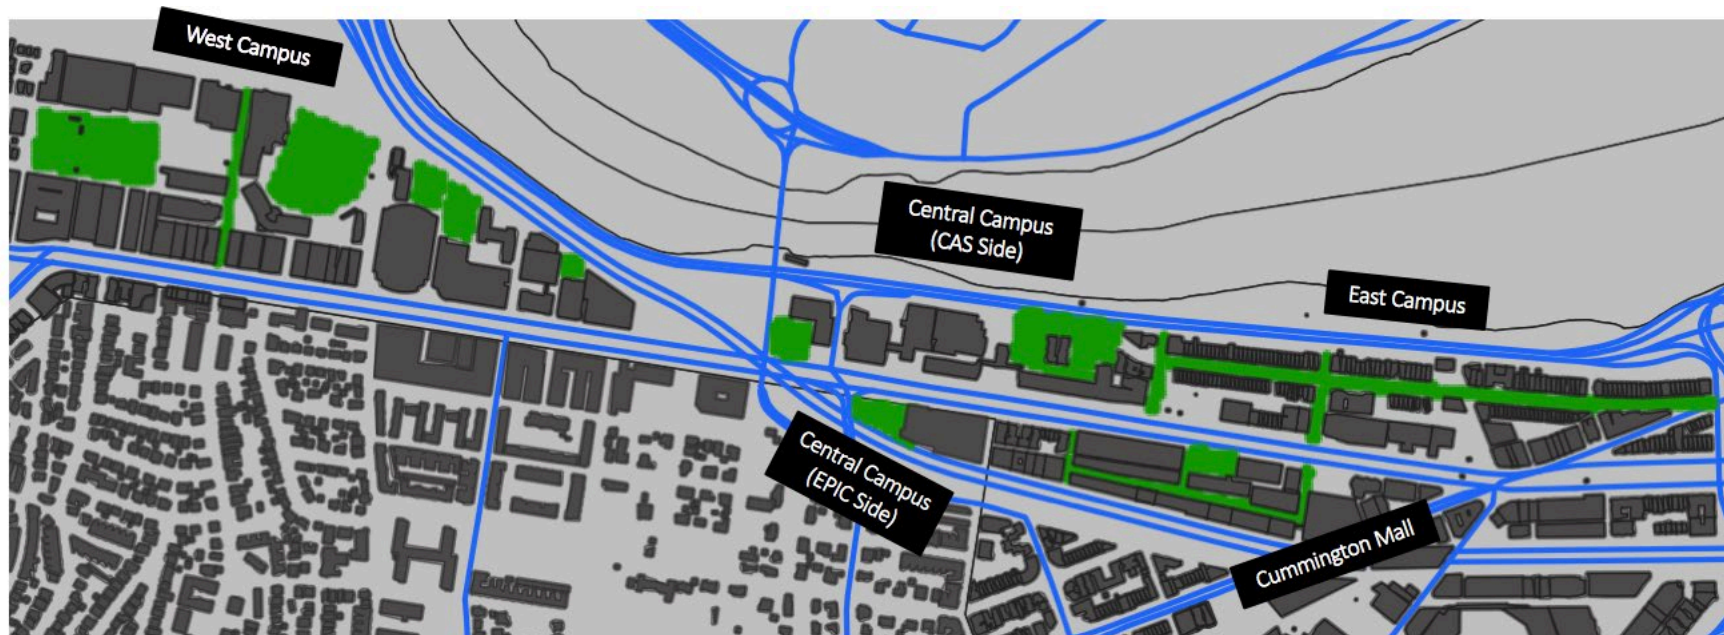 West Campus
Central Campus
(CAS Side)
East Campus
Central Campus
(EPIC Side)
Cummington Mall